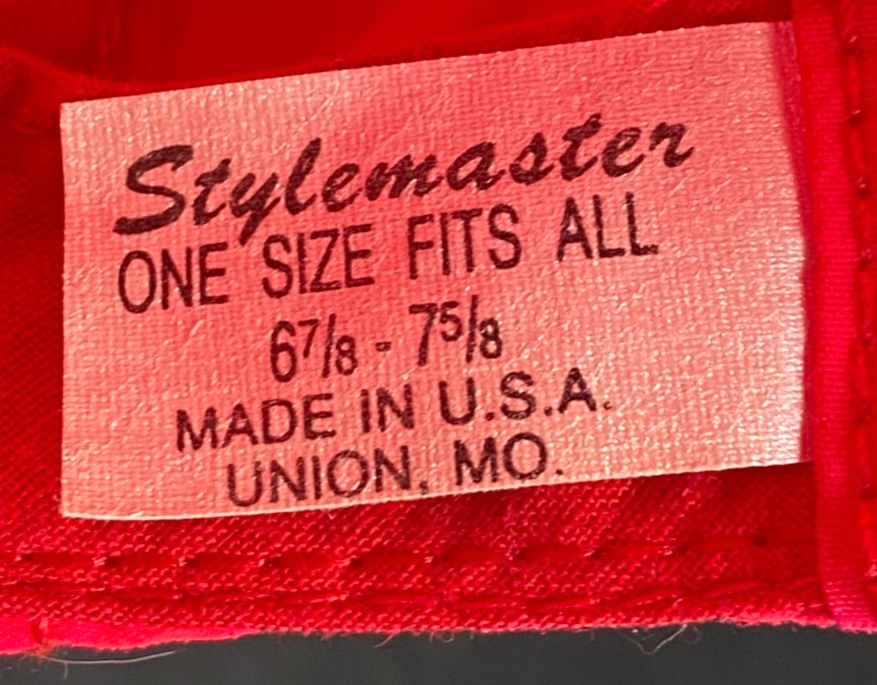 Stylemaster
ONE SIZE FITS ALL
6⅞ - 7⅝
MADE IN U.S.A.
UNION, MO.